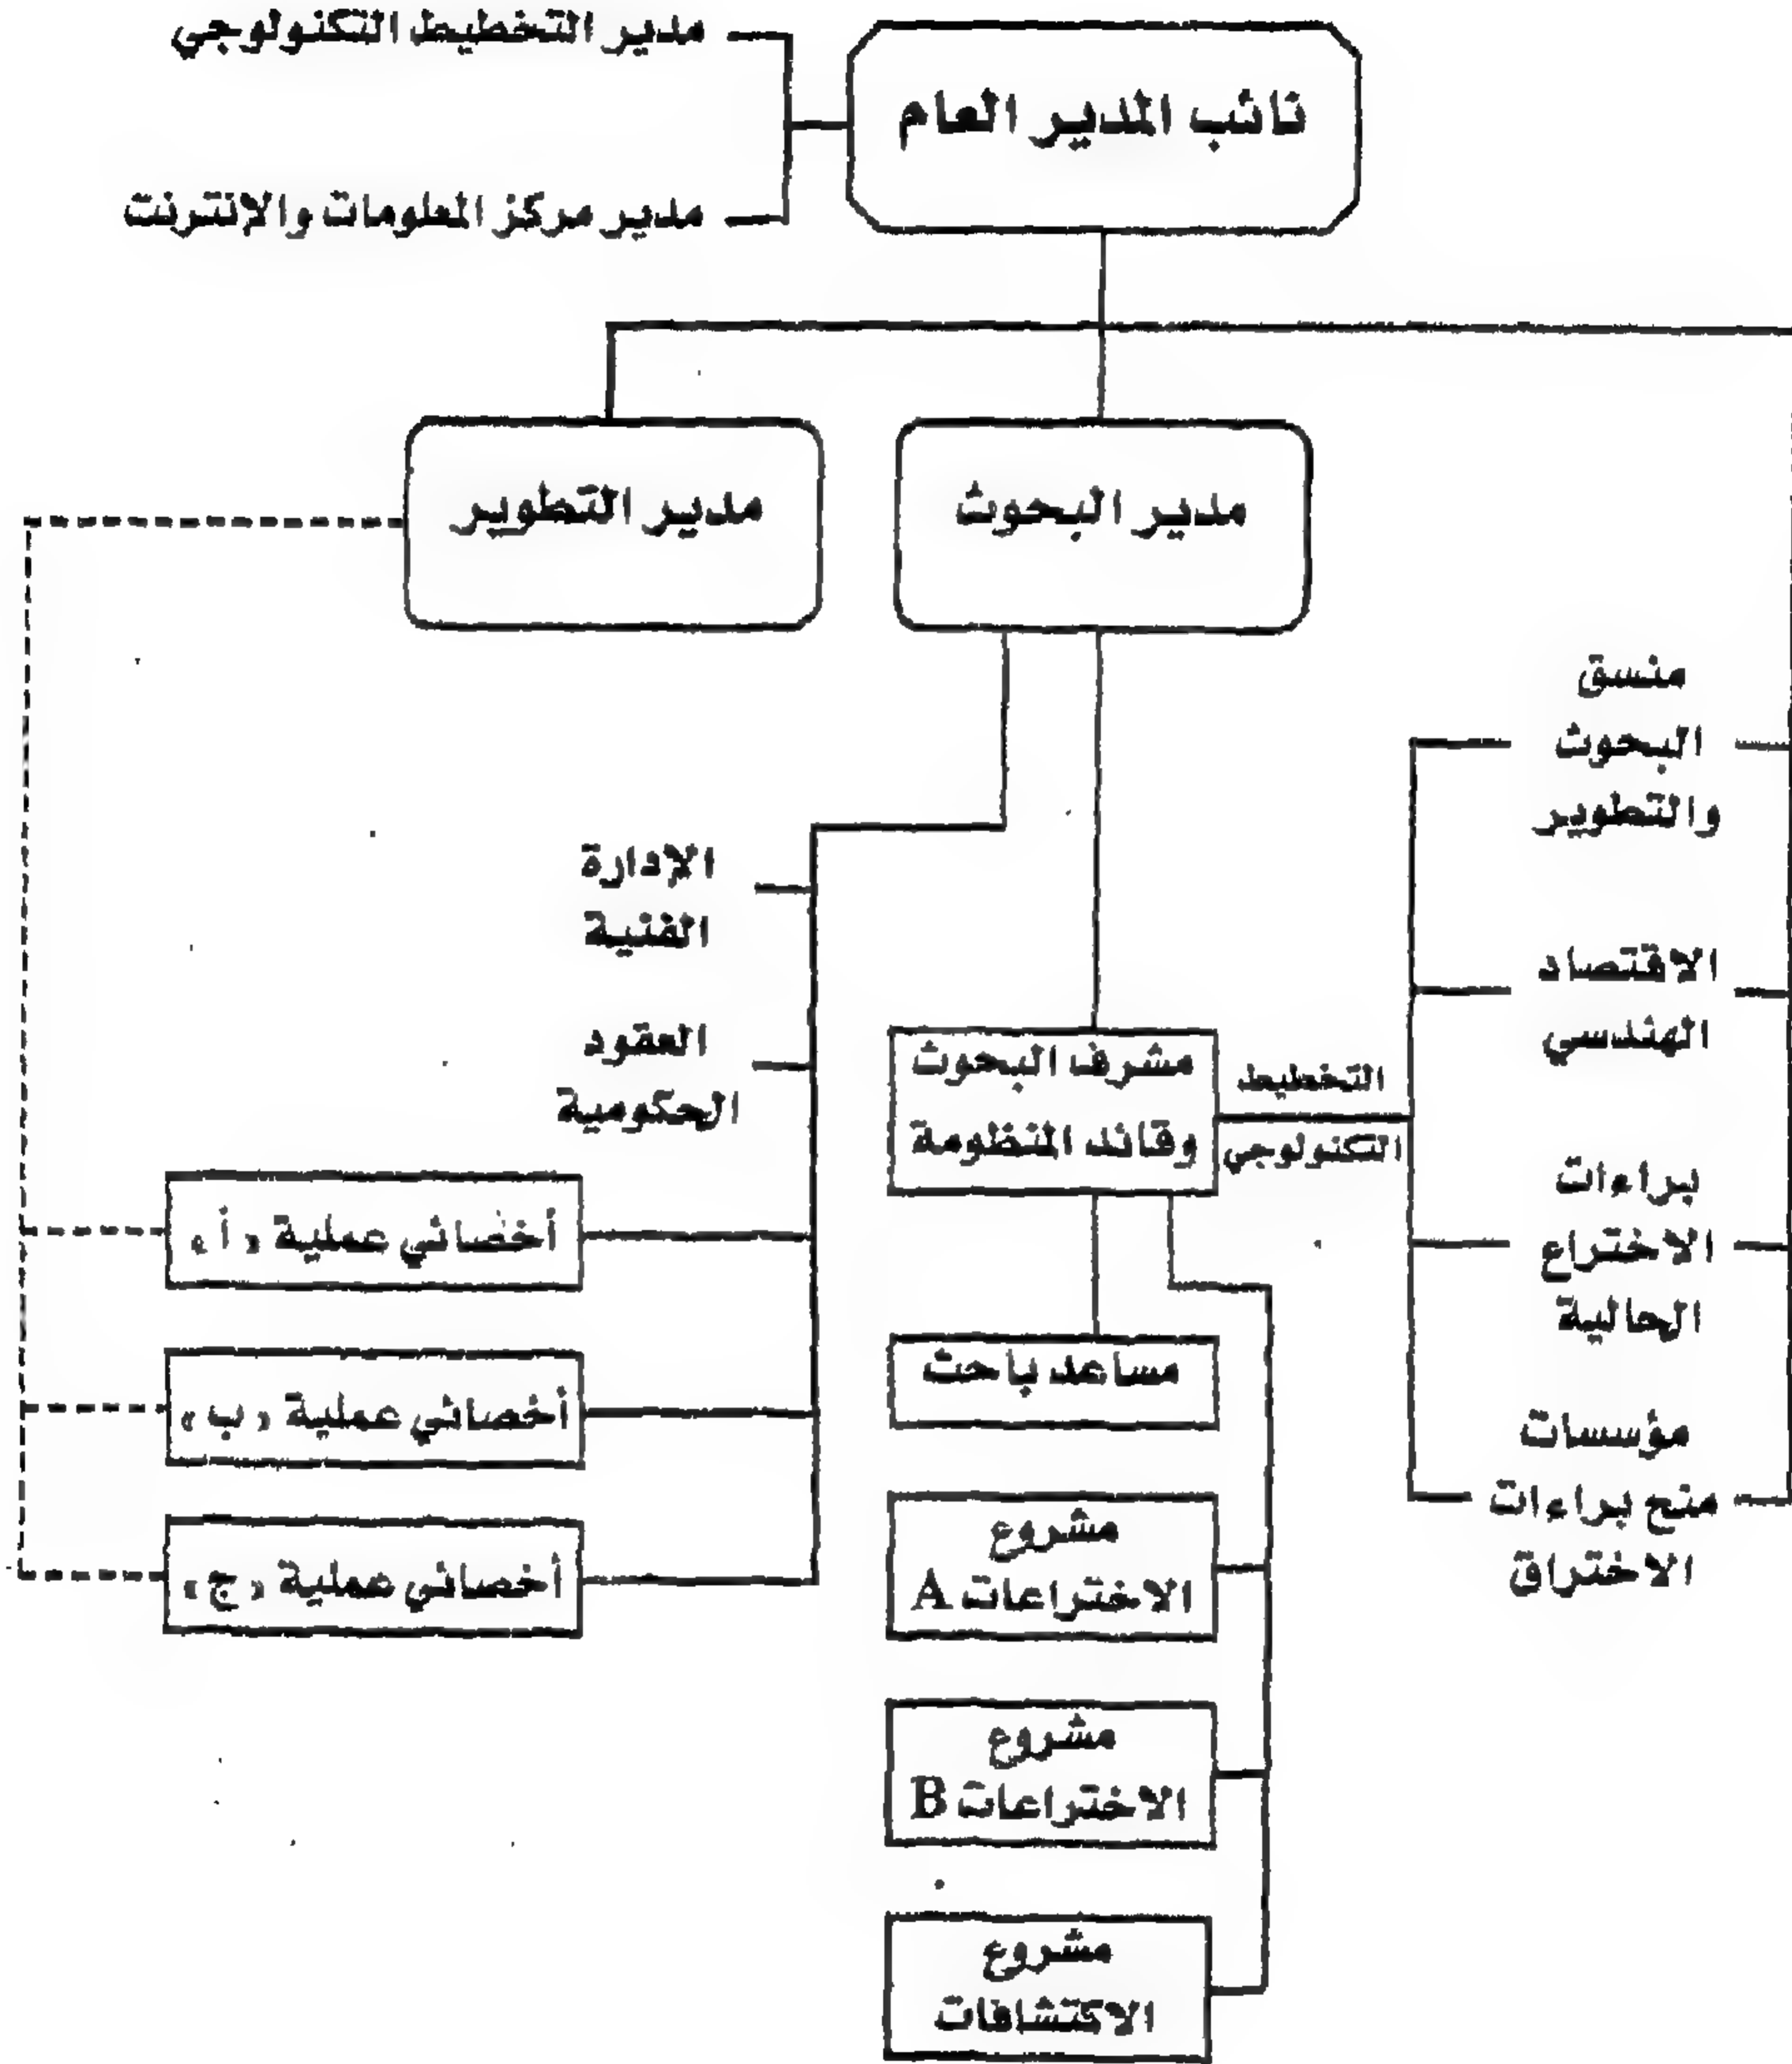 مدير التخطيط التكنولوجي
نائب المدير العام
مدير مركز المعلومات والإنترنت
مدير البحوث
مدير التطوير
منسق
البحوث
والتطوير
الاقتصاد
الهندسي
براءات
الاختراع
الحالية
مؤسسات
منح براءات
الاختراق
التخطيط
التكنولوجي
مشرف البحوث
وقائد المنظومة
مساعد باحث
مشروع
الاختراعات A
مشروع
الاختراعات B
مشروع
الاكتشافات
الإدارة
الفنية
العقود
الحكومية
أخصائي عملية «أ»
أخصائي عملية «ب»
أخصائي عملية «ج»